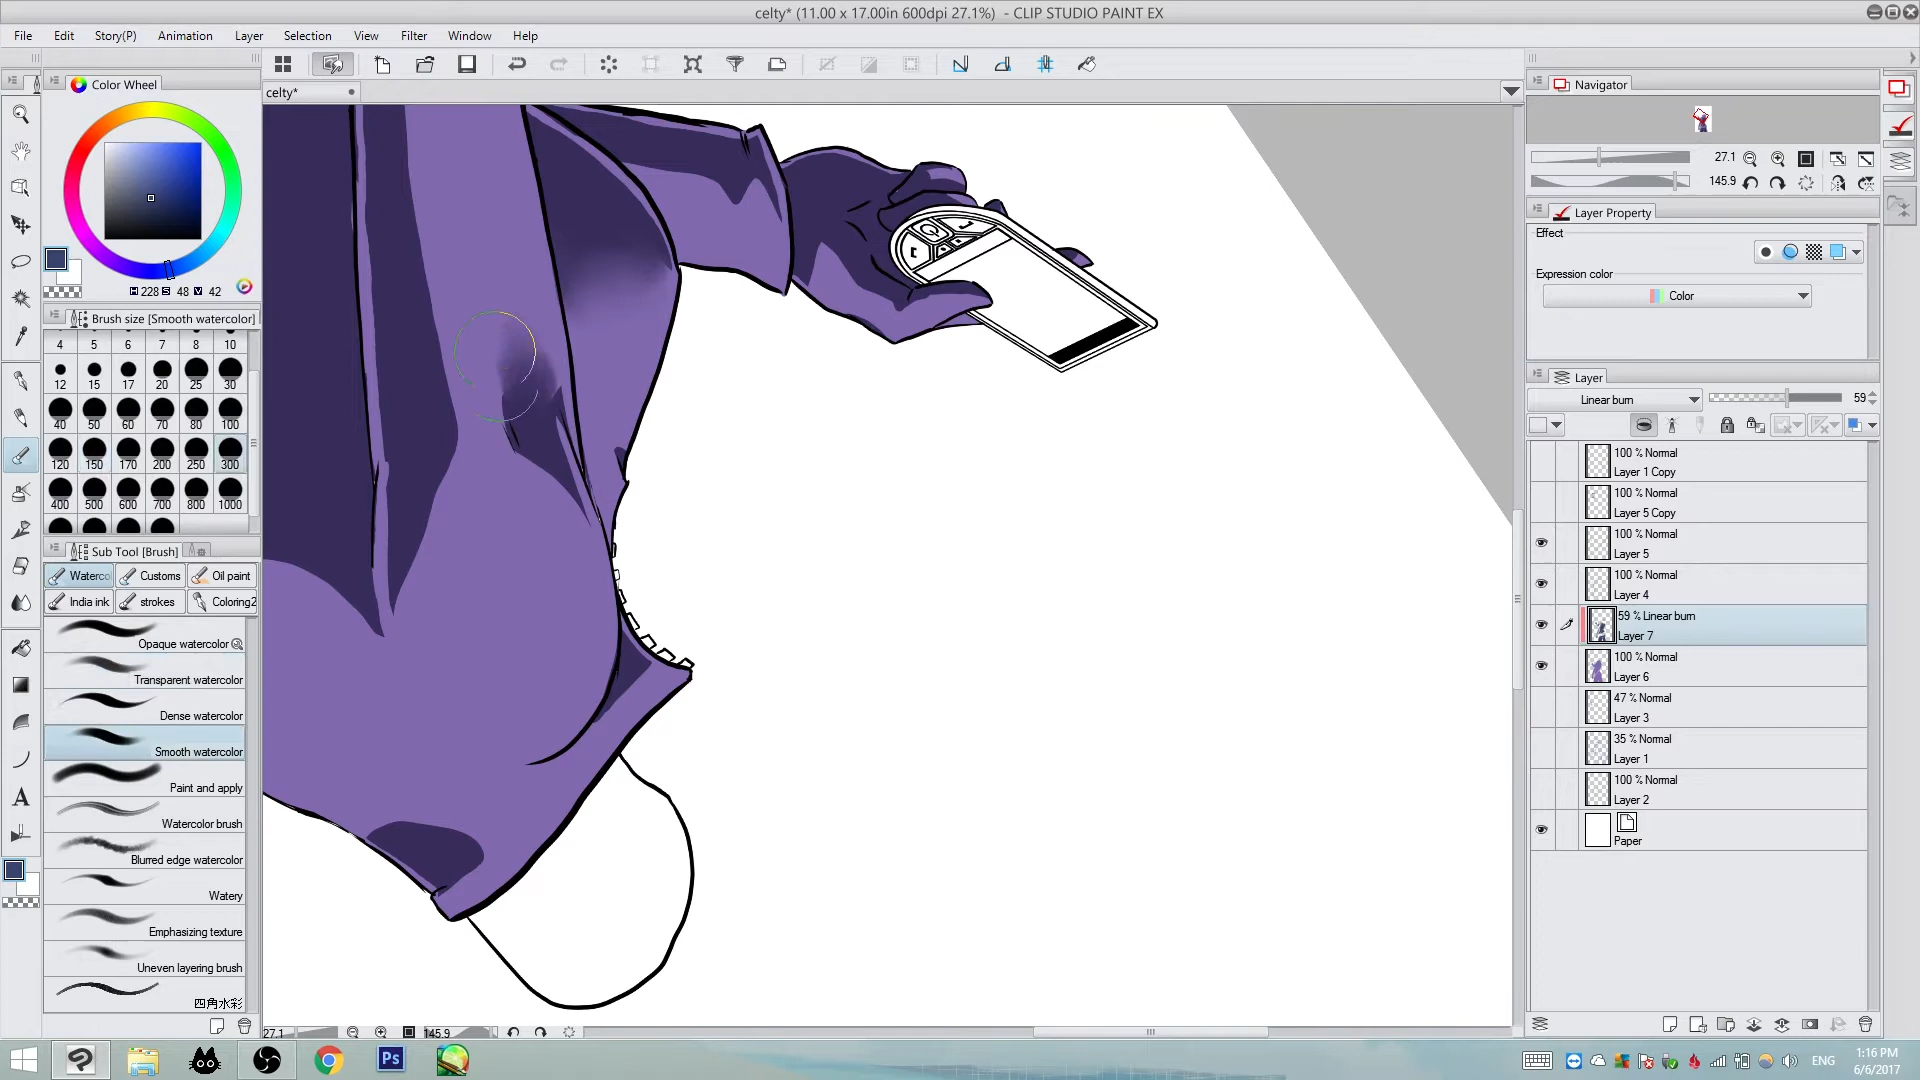 celty* (11.00 x 17.00in 600dpi 27.1%) - CLIP STUDIO PAINT EX
File Edit Story(P) Animation Layer Selection View Filter Window Help
Color Wheel
celty*
Navigator
27.1
145.9
H 228 S 48 V 42
Layer Property
Effect
Expression color
Color
Brush size [Smooth watercolor]
4 5 6 7 8 10
12 15 17 20 25 30
40 50 60 70 80 100
120 150 170 200 250 300
400 500 600 700 800 1000
Layer
Linear burn 59
100 % Normal
Layer 1 Copy
100 % Normal
Layer 5 Copy
100 % Normal
Layer 5
100 % Normal
Layer 4
59 % Linear burn
Layer 7
100 % Normal
Layer 6
47 % Normal
Layer 3
35 % Normal
Layer 1
100 % Normal
Layer 2
Paper
Sub Tool [Brush]
Waterco Customs Oil paint
India ink strokes Coloring2
Opaque watercolor
Transparent watercolor
Dense watercolor
Smooth watercolor
Paint and apply
Watercolor brush
Blurred edge watercolor
Watery
Emphasizing texture
Uneven layering brush
四角水彩
27.1 145.9
Ps
ENG
1:16 PM
6/6/2017